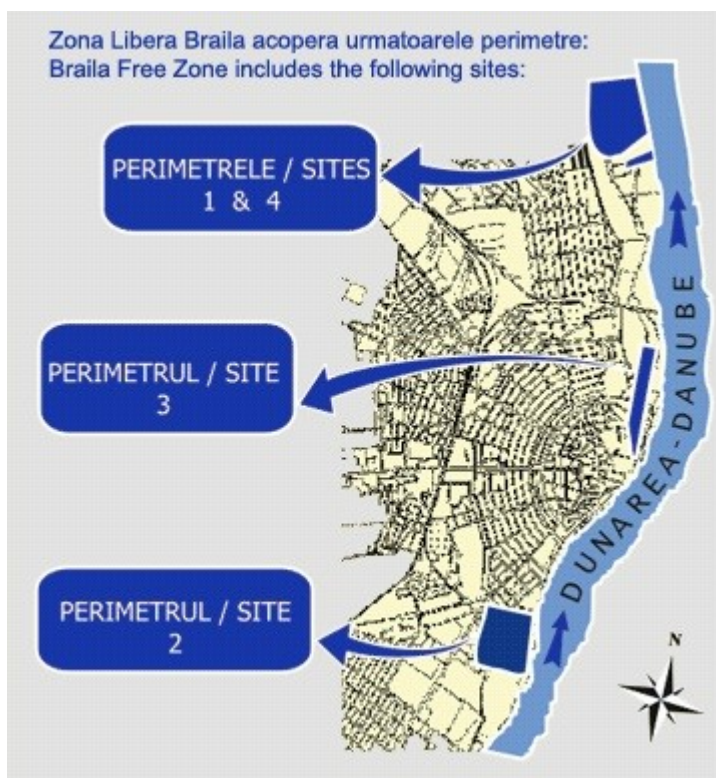 Zona Libera Braila acopera urmatoarele perimetre:
Braila Free Zone includes the following sites:
PERIMETRELE / SITES
1 & 4
PERIMETRUL / SITE
3
DUNAREA-DANUBE
PERIMETRUL / SITE
2
N